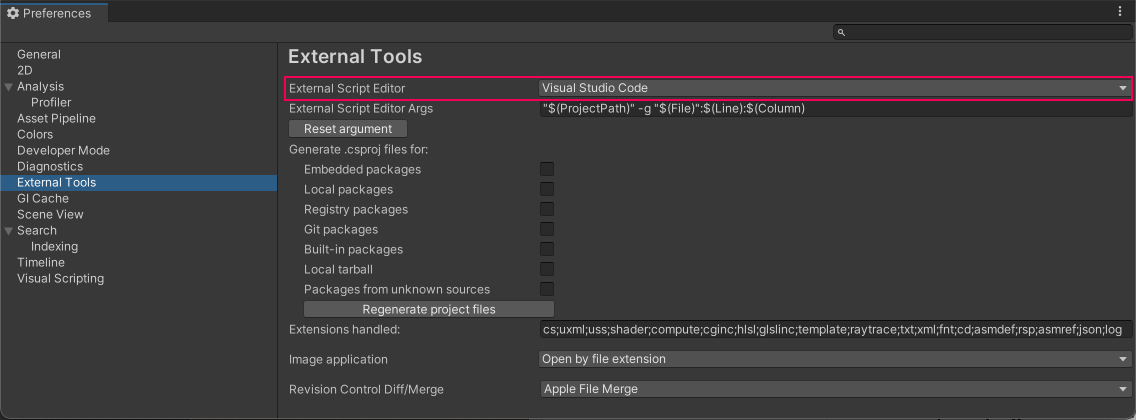 Preferences
General
2D
Analysis
Profiler
Asset Pipeline
Colors
Developer Mode
Diagnostics
External Tools
GI Cache
Scene View
Search
Indexing
Timeline
Visual Scripting
External Tools
External Script Editor Visual Studio Code
External Script Editor Args "$(ProjectPath)" -g "$(File)":$(Line):$(Column)
Reset argument
Generate .csproj files for:
Embedded packages
Local packages
Registry packages
Git packages
Built-in packages
Local tarball
Packages from unknown sources
Regenerate project files
Extensions handled: cs;uxml;uss;shader;compute;cginc;hlsl;glslinc;template;raytrace;txt;xml;fnt;cd;asmdef;rsp;asmref;json;log
Image application Open by file extension
Revision Control Diff/Merge Apple File Merge